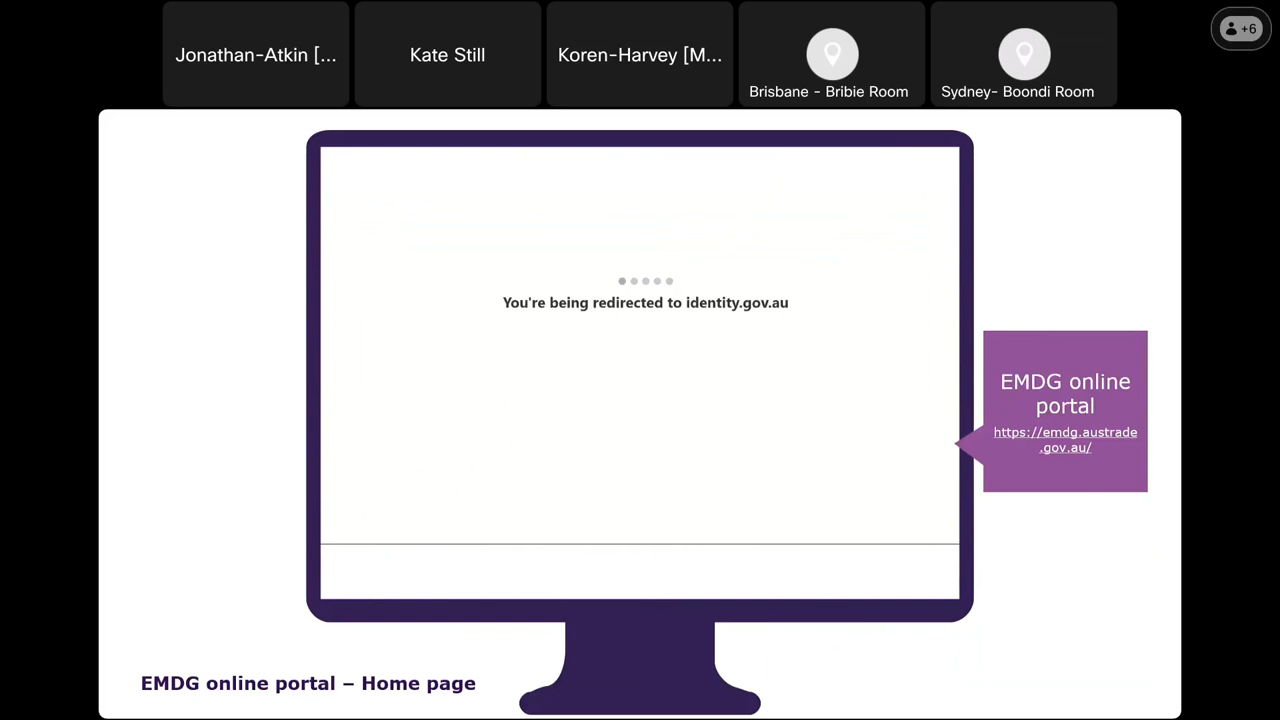 Jonathan-Atkin [...
Kate Still
Koren-Harvey [M...
Brisbane - Bribie Room
Sydney- Boondi Room
+6
You're being redirected to identity.gov.au
EMDG online
portal
https://emdg.austrade
.gov.au/
EMDG online portal – Home page